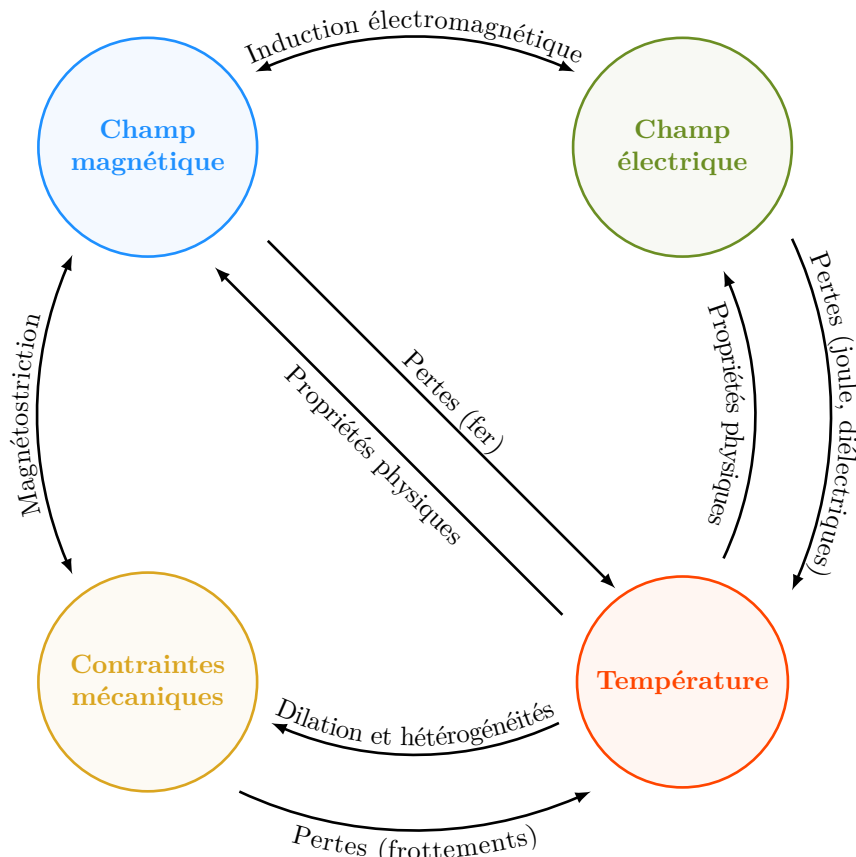 Induction électromagnétique
Champ
magnétique
Champ
électrique
Pertes (joule, diélectriques)
Propriétés physiques
Pertes (fer)
Propriétés physiques
Magnétostriction
Contraintes
mécaniques
Température
Dilation et hétérogénéités
Pertes (frottements)